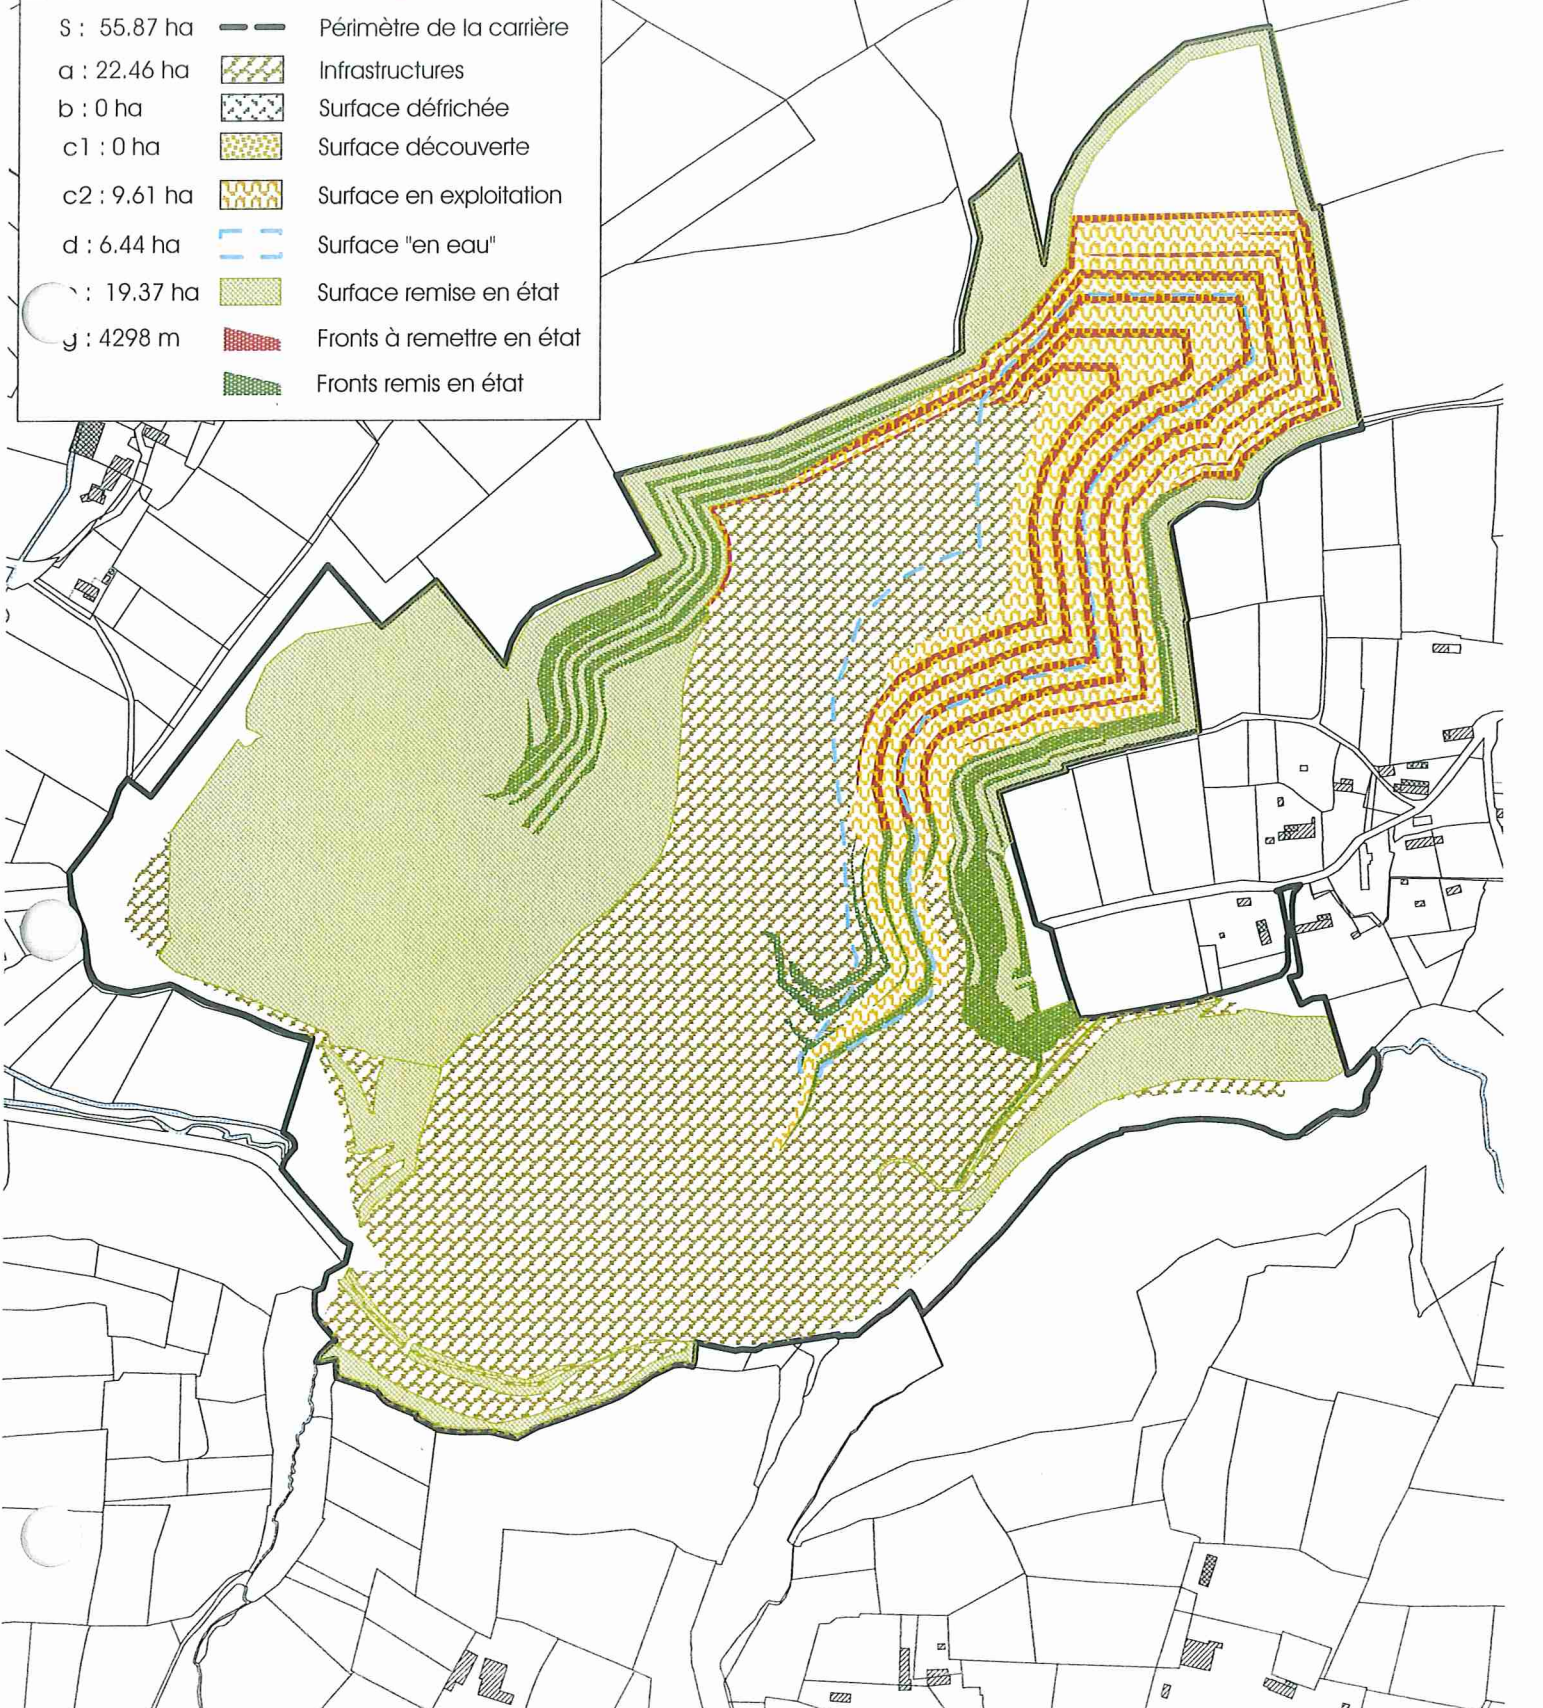 S : 55.87 ha Périmètre de la carrière
a : 22.46 ha Infrastructures
b : 0 ha Surface défrichée
c1 : 0 ha Surface découverte
c2 : 9.61 ha Surface en exploitation
d : 6.44 ha Surface "en eau"
: 19.37 ha Surface remise en état
g : 4298 m Fronts à remettre en état
Fronts remis en état